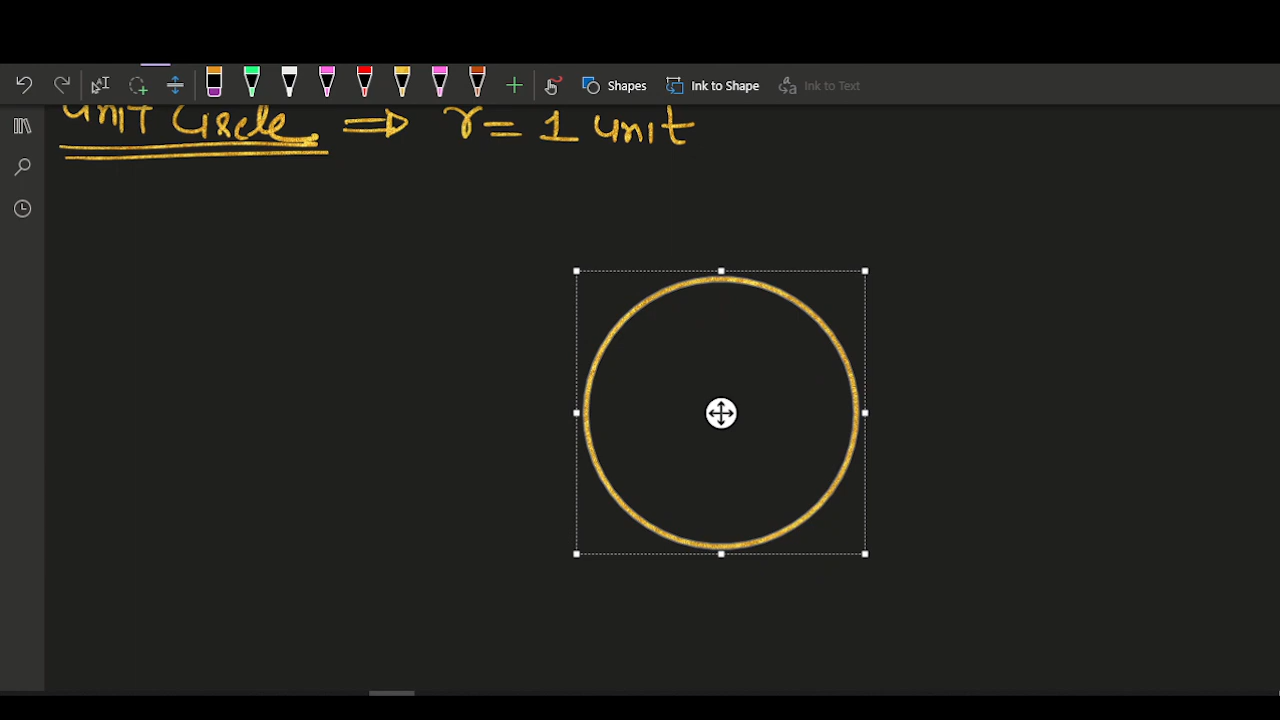 Shapes Ink to Shape Ink to Text
Unit Circle ⇒ r = 1 unit